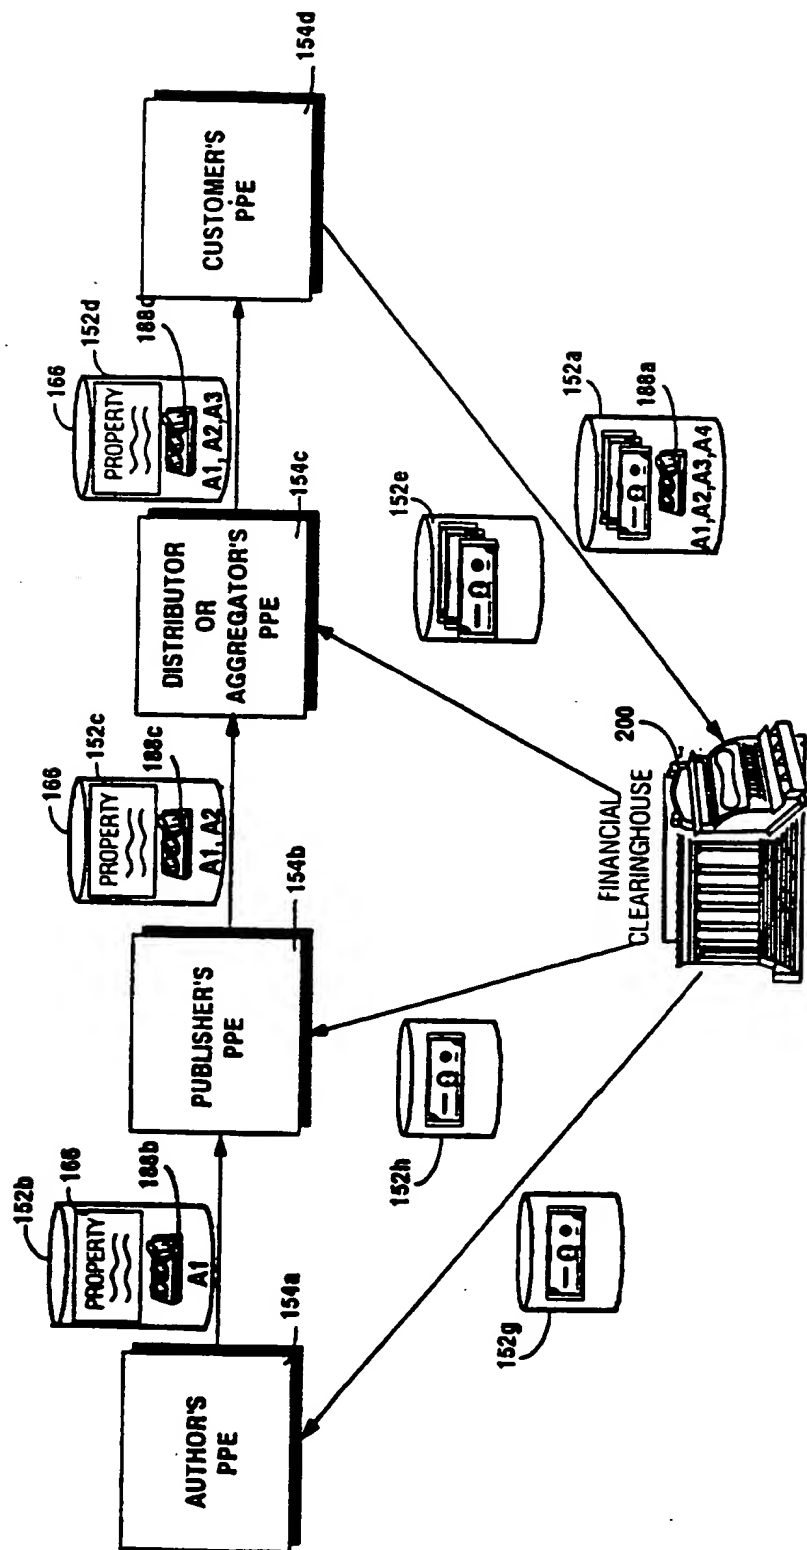 152b
166
PROPERTY
188b
A1
AUTHOR'S
PPE
154a
PUBLISHER'S
PPE
154b
166
152c
PROPERTY
188c
A1, A2
DISTRIBUTOR
OR
AGGREGATOR'S
PPE
154c
166
152d
PROPERTY
188d
A1, A2,A3
CUSTOMER'S
PPE
154d
152g
152h
152e
152a
188a
A1,A2,A3,A4
FINANCIAL
CLEARINGHOUSE
200